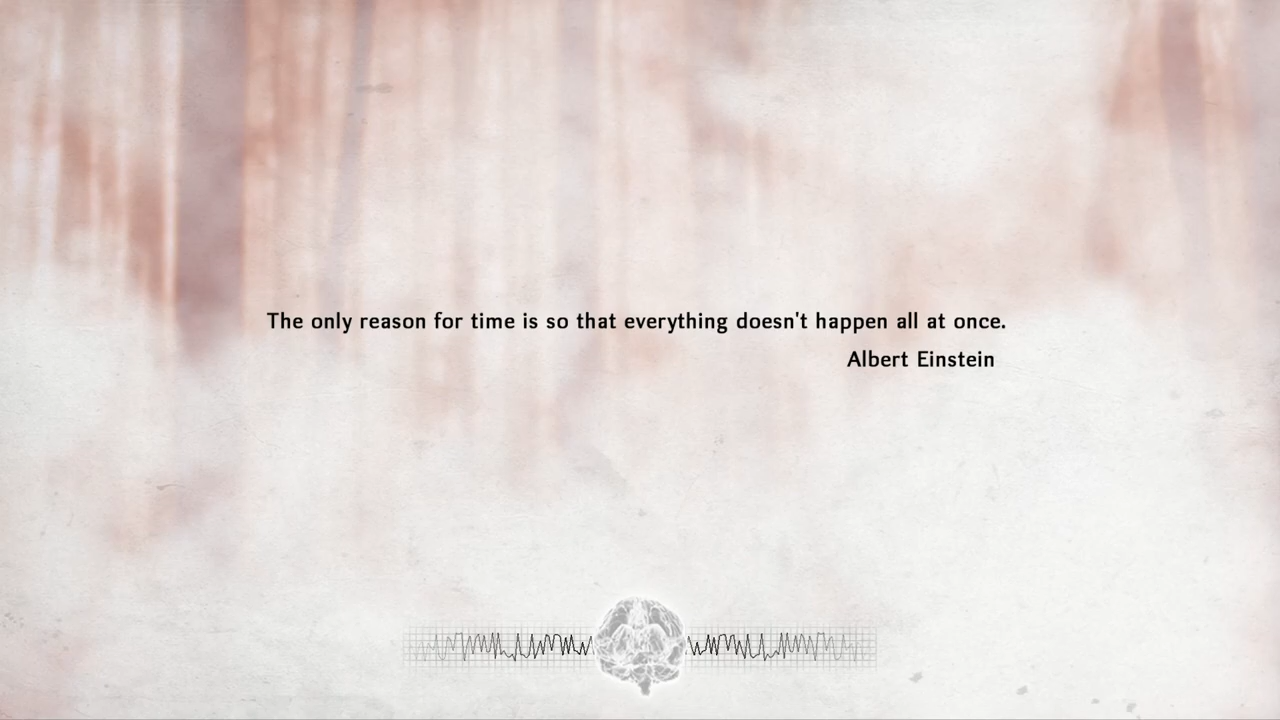 The only reason for time is so that everything doesn't happen all at once.
Albert Einstein